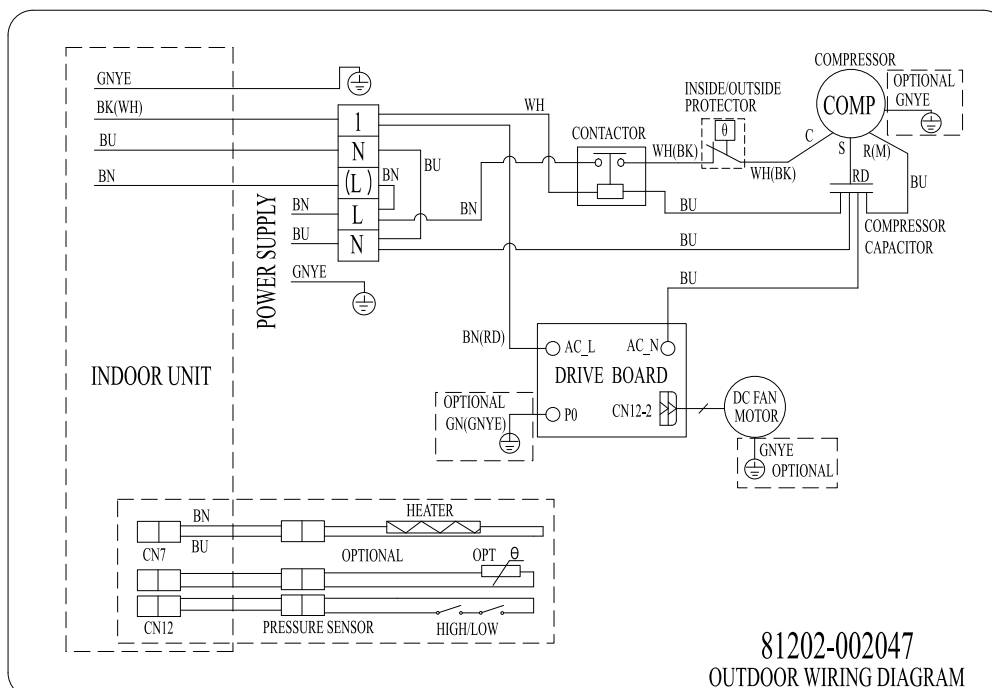 GNYE
BK(WH)
BU
BN
POWER SUPPLY
BN
BU
GNYE
1
N
(L)
L
N
BN
BU
WH
BN
CONTACTOR
INSIDE/OUTSIDE
PROTECTOR
θ
WH(BK)
WH(BK)
COMPRESSOR
COMP
OPTIONAL
GNYE
C
S
R(M)
RD
BU
COMPRESSOR
CAPACITOR
BU
BU
BU
BN(RD)
AC_L
AC_N
DRIVE BOARD
P0
CN12-2
OPTIONAL
GN(GNYE)
DC FAN
MOTOR
GNYE
OPTIONAL
INDOOR UNIT
BN
BU
CN7
HEATER
OPTIONAL
OPT
θ
CN12
PRESSURE SENSOR
HIGH/LOW
81202-002047
OUTDOOR WIRING DIAGRAM